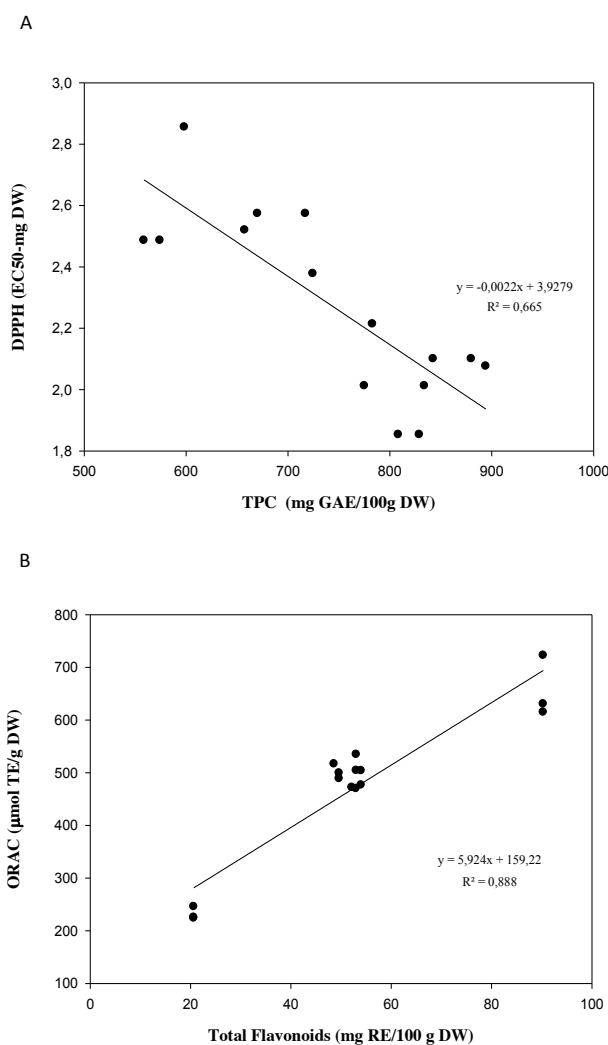 A
3,0
2,8
2,6
2,4
2,2
2,0
1,8
DPPH (EC50-mg DW)
y = -0,0022x + 3,9279
R² = 0,665
500 600 700 800 900 1000
TPC (mg GAE/100g DW)
B
800
700
600
500
400
300
200
100
ORAC (µmol TE/g DW)
y = 5,924x + 159,22
R² = 0,888
0 20 40 60 80 100
Total Flavonoids (mg RE/100 g DW)